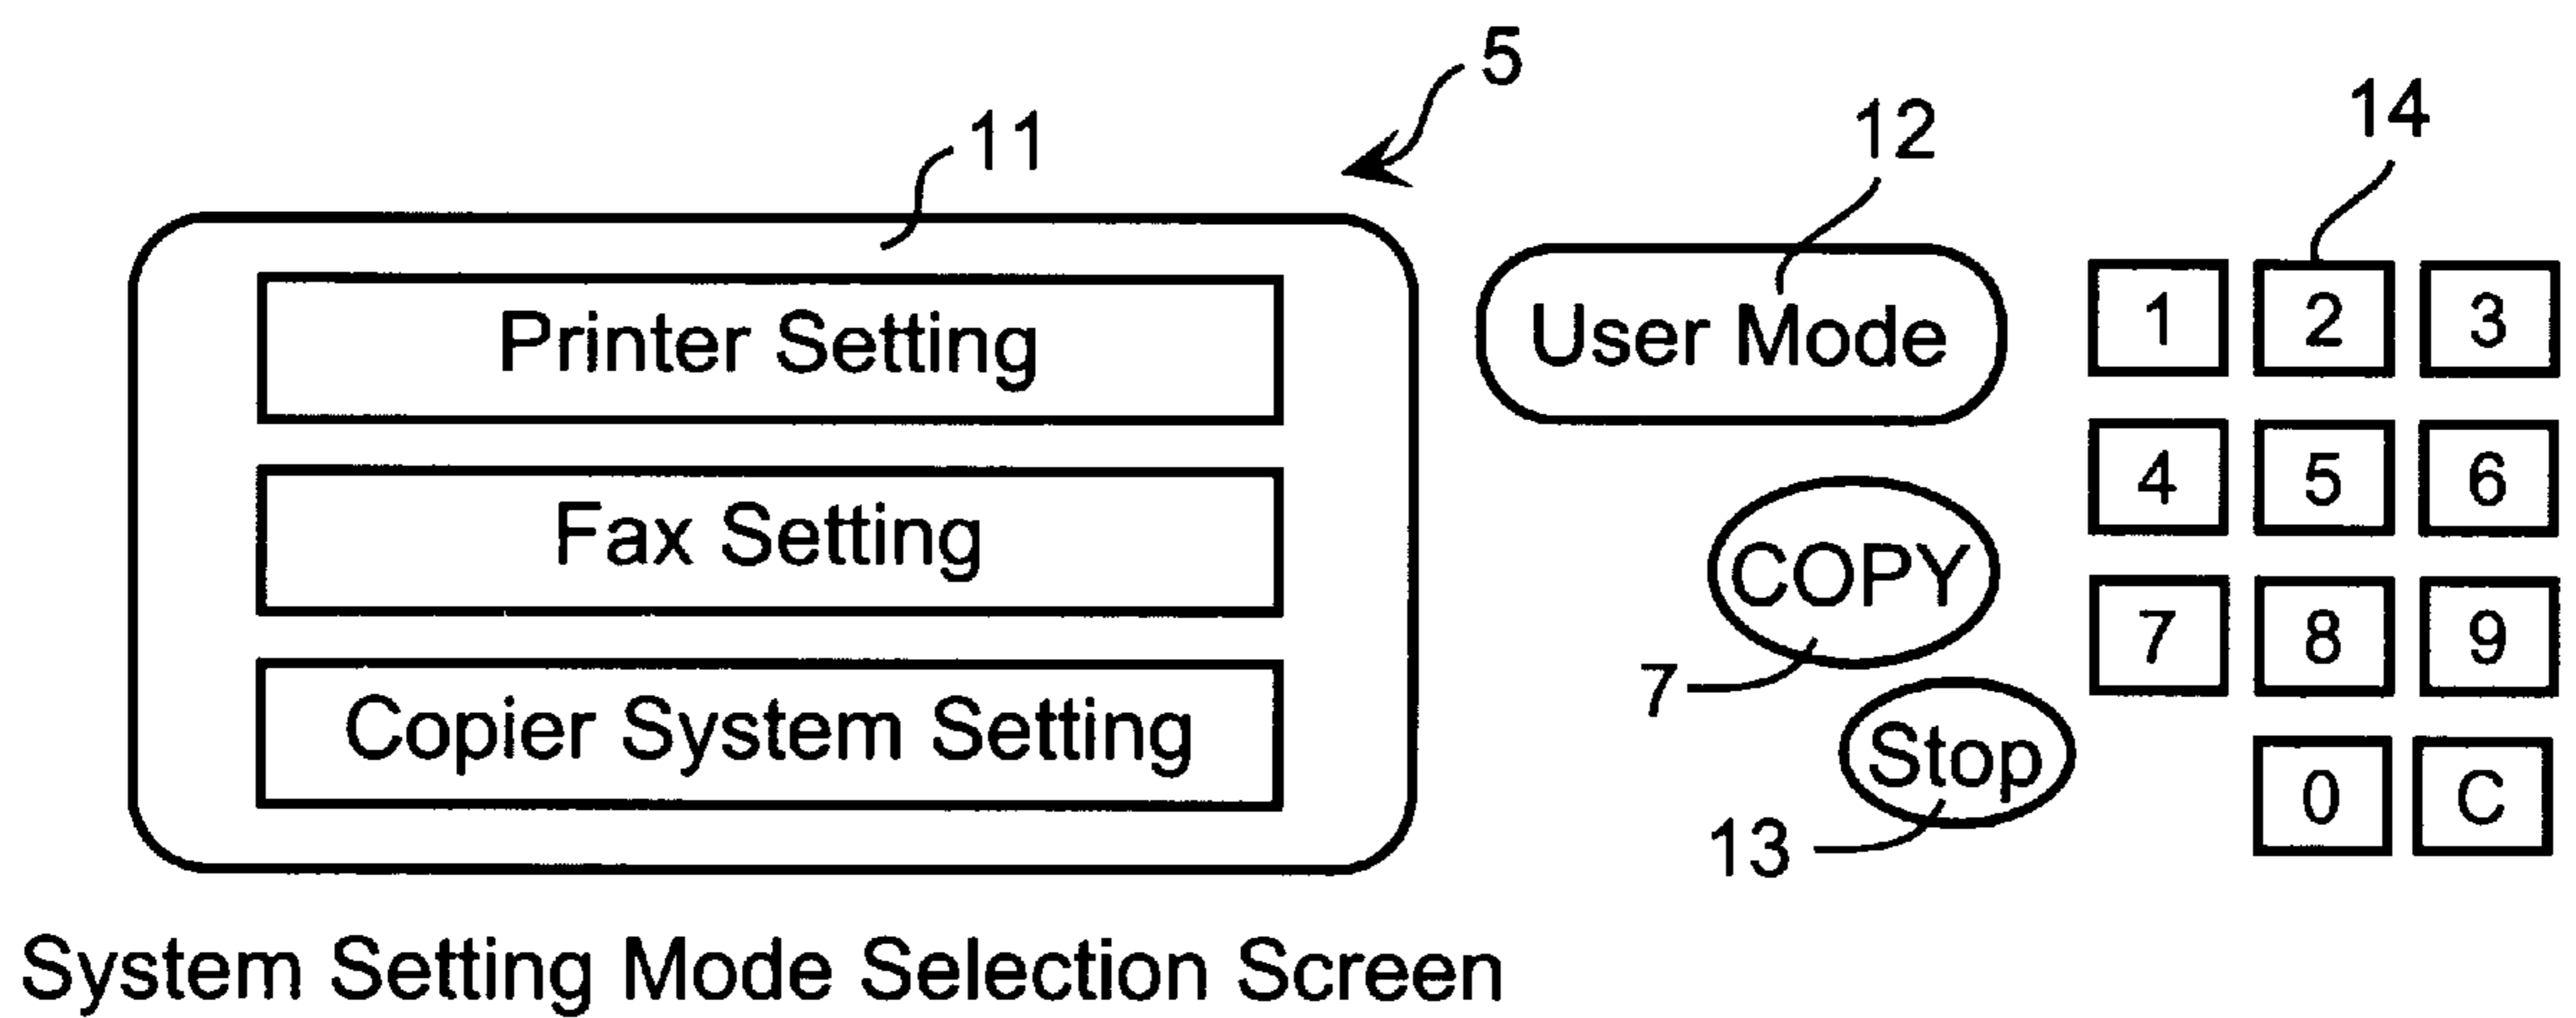 5
11
12
14
Printer Setting
User Mode
1 2 3
Fax Setting
4 5 6
COPY
7 8 9
7
Copier System Setting
Stop
0 C
13
System Setting Mode Selection Screen